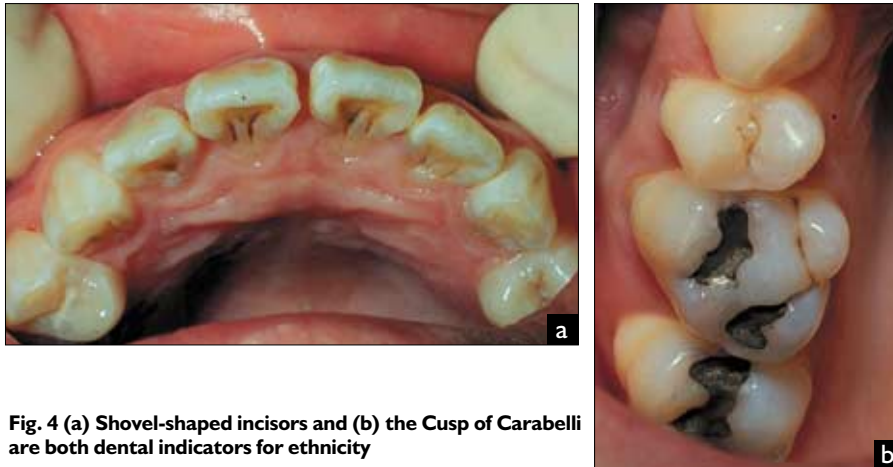 a
b
Fig. 4 (a) Shovel-shaped incisors and (b) the Cusp of Carabelli
are both dental indicators for ethnicity